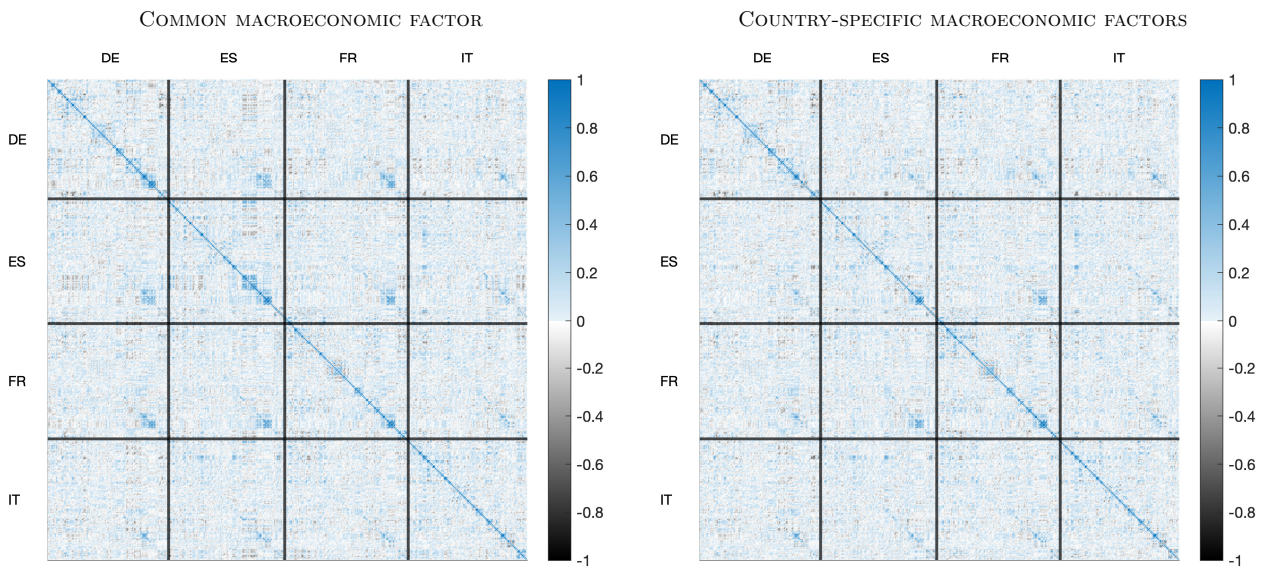 COMMON MACROECONOMIC FACTOR
DE ES FR IT
DE
ES
FR
IT
1
0.8
0.6
0.4
0.2
0
-0.2
-0.4
-0.6
-0.8
-1
COUNTRY-SPECIFIC MACROECONOMIC FACTORS
DE ES FR IT
DE
ES
FR
IT
1
0.8
0.6
0.4
0.2
0
-0.2
-0.4
-0.6
-0.8
-1